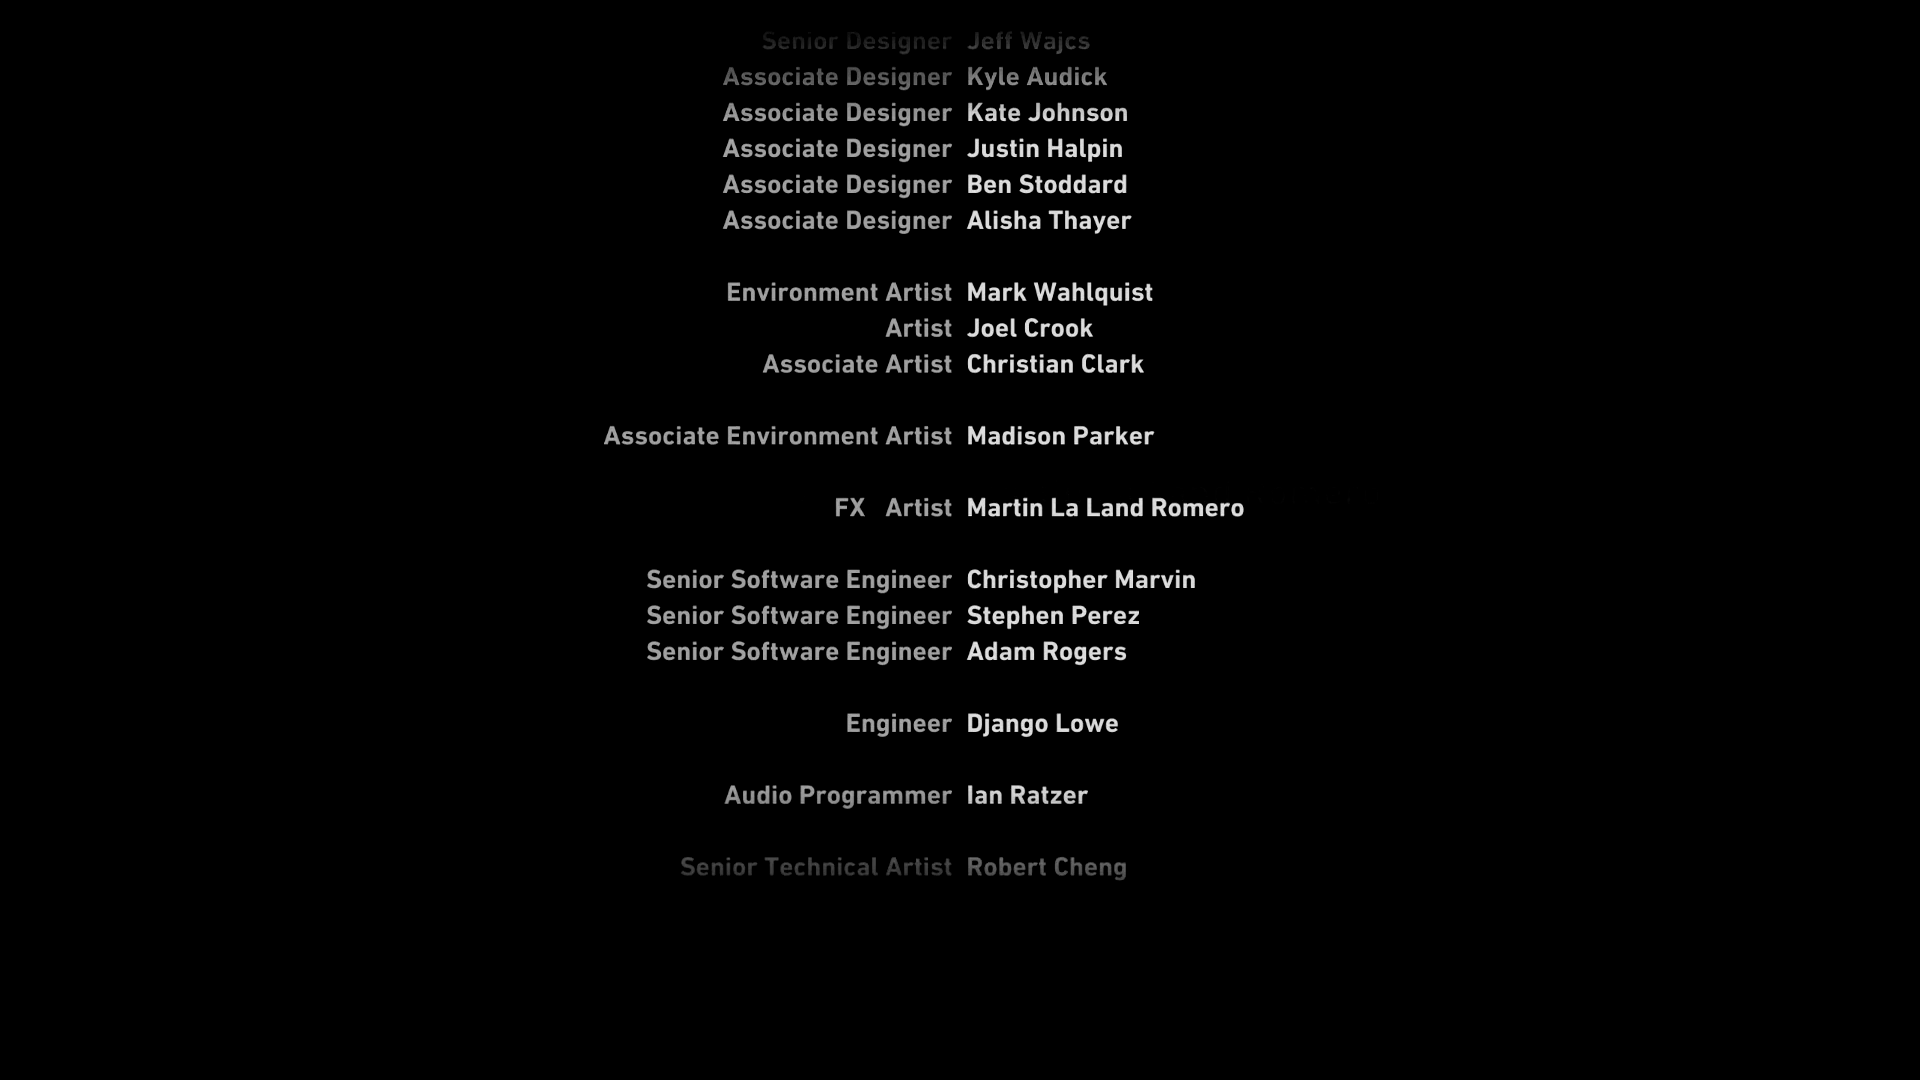 Senior Designer Jeff Wajcs
Associate Designer Kyle Audick
Associate Designer Kate Johnson
Associate Designer Justin Halpin
Associate Designer Ben Stoddard
Associate Designer Alisha Thayer
Environment Artist Mark Wahlquist
Artist Joel Crook
Associate Artist Christian Clark
Associate Environment Artist Madison Parker
FX Artist Martin La Land Romero
Senior Software Engineer Christopher Marvin
Senior Software Engineer Stephen Perez
Senior Software Engineer Adam Rogers
Engineer Django Lowe
Audio Programmer Ian Ratzer
Senior Technical Artist Robert Cheng